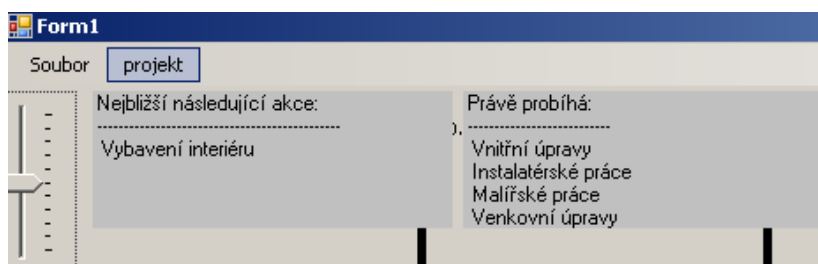 Form1
Soubor projekt
Nejbližší následující akce:
-----------------------------------------
Vybavení interiéru
Právě probíhá:
------------------------
Vnitřní úpravy
Instalatérské práce
Malířské práce
Venkovní úpravy